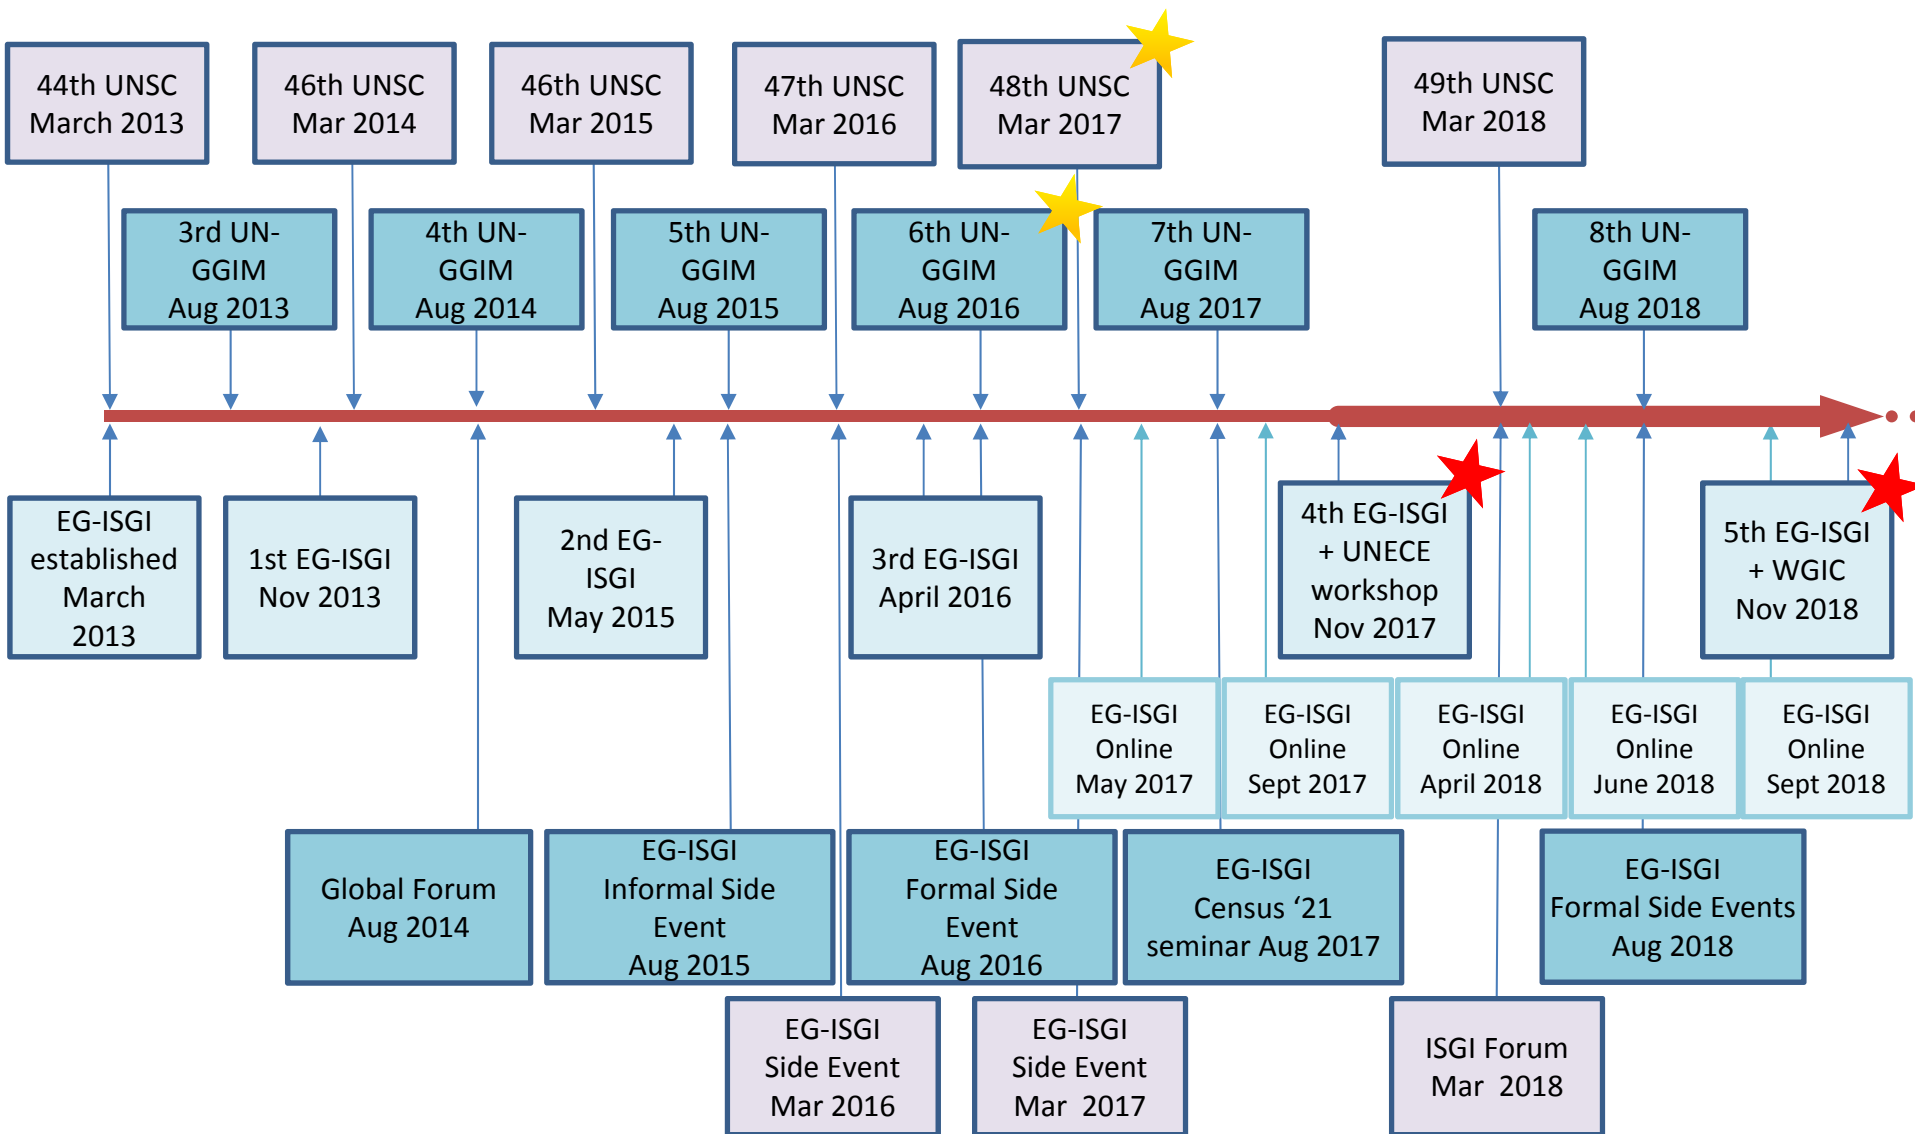 44th UNSC
March 2013
46th UNSC
Mar 2014
46th UNSC
Mar 2015
47th UNSC
Mar 2016
48th UNSC
Mar 2017
49th UNSC
Mar 2018
3rd UN-
GGIM
Aug 2013
4th UN-
GGIM
Aug 2014
5th UN-
GGIM
Aug 2015
6th UN-
GGIM
Aug 2016
7th UN-
GGIM
Aug 2017
8th UN-
GGIM
Aug 2018
EG-ISGI
established
March
2013
1st EG-ISGI
Nov 2013
2nd EG-
ISGI
May 2015
3rd EG-ISGI
April 2016
4th EG-ISGI
+ UNECE
workshop
Nov 2017
5th EG-ISGI
+ WGIC
Nov 2018
EG-ISGI
Online
May 2017
EG-ISGI
Online
Sept 2017
EG-ISGI
Online
April 2018
EG-ISGI
Online
June 2018
EG-ISGI
Online
Sept 2018
Global Forum
Aug 2014
EG-ISGI
Informal Side
Event
Aug 2015
EG-ISGI
Formal Side
Event
Aug 2016
EG-ISGI
Census ‘21
seminar Aug 2017
EG-ISGI
Formal Side Events
Aug 2018
EG-ISGI
Side Event
Mar 2016
EG-ISGI
Side Event
Mar 2017
ISGI Forum
Mar 2018